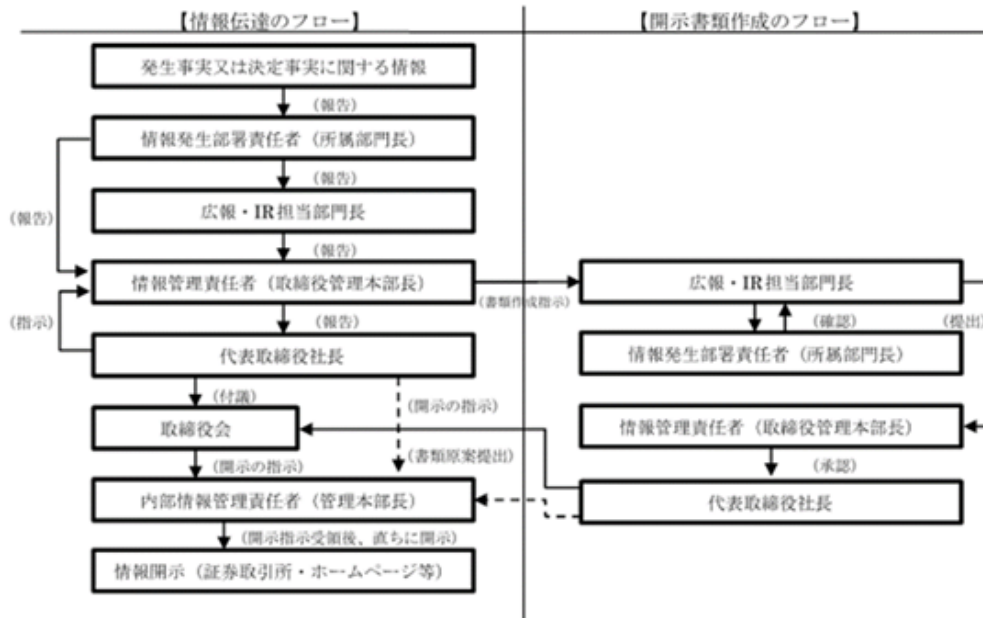 【情報伝達のフロー】
発生事実又は決定事実に関する情報
(報告)
情報発生部署責任者（所属部門長）
(報告)
(報告)
広報・IR担当部門長
(報告)
情報管理責任者（取締役管理本部長）
(指示)
(報告)
代表取締役社長
(付議)
(開示の指示)
取締役会
(開示の指示)
(書類原案提出)
内部情報管理責任者（管理本部長）
(開示指示受領後、直ちに開示)
情報開示（証券取引所・ホームページ等）
【開示書類作成のフロー】
(書類作成指示)
広報・IR担当部門長
(確認)
(提出)
情報発生部署責任者（所属部門長）
情報管理責任者（取締役管理本部長）
(承認)
代表取締役社長